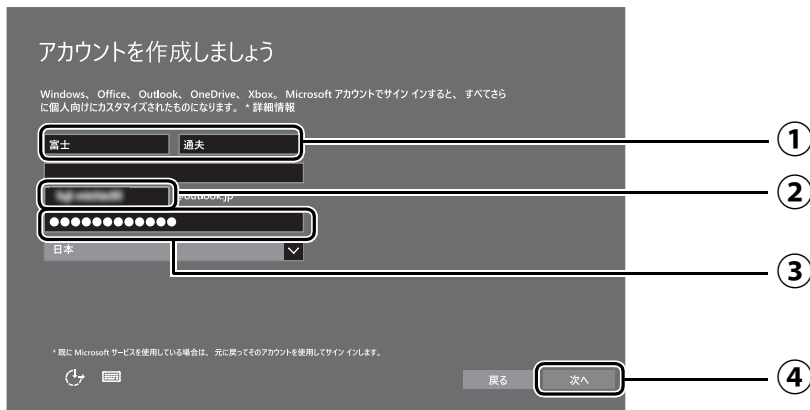 アカウントを作成しましょう
Windows、 Office、 Outlook、 OneDrive、 Xbox。 Microsoft アカウントでサイン インすると、 すべてさら
に個人向けにカスタマイズされたものになります。 * 詳細情報
富士 通夫 ①
@outlook.jp ②
●●●●●●●●●●●●
日本 ③
* 既に Microsoft サービスを使用している場合は、 元に戻ってそのアカウントを使用してサイン インします。
戻る 次へ ④